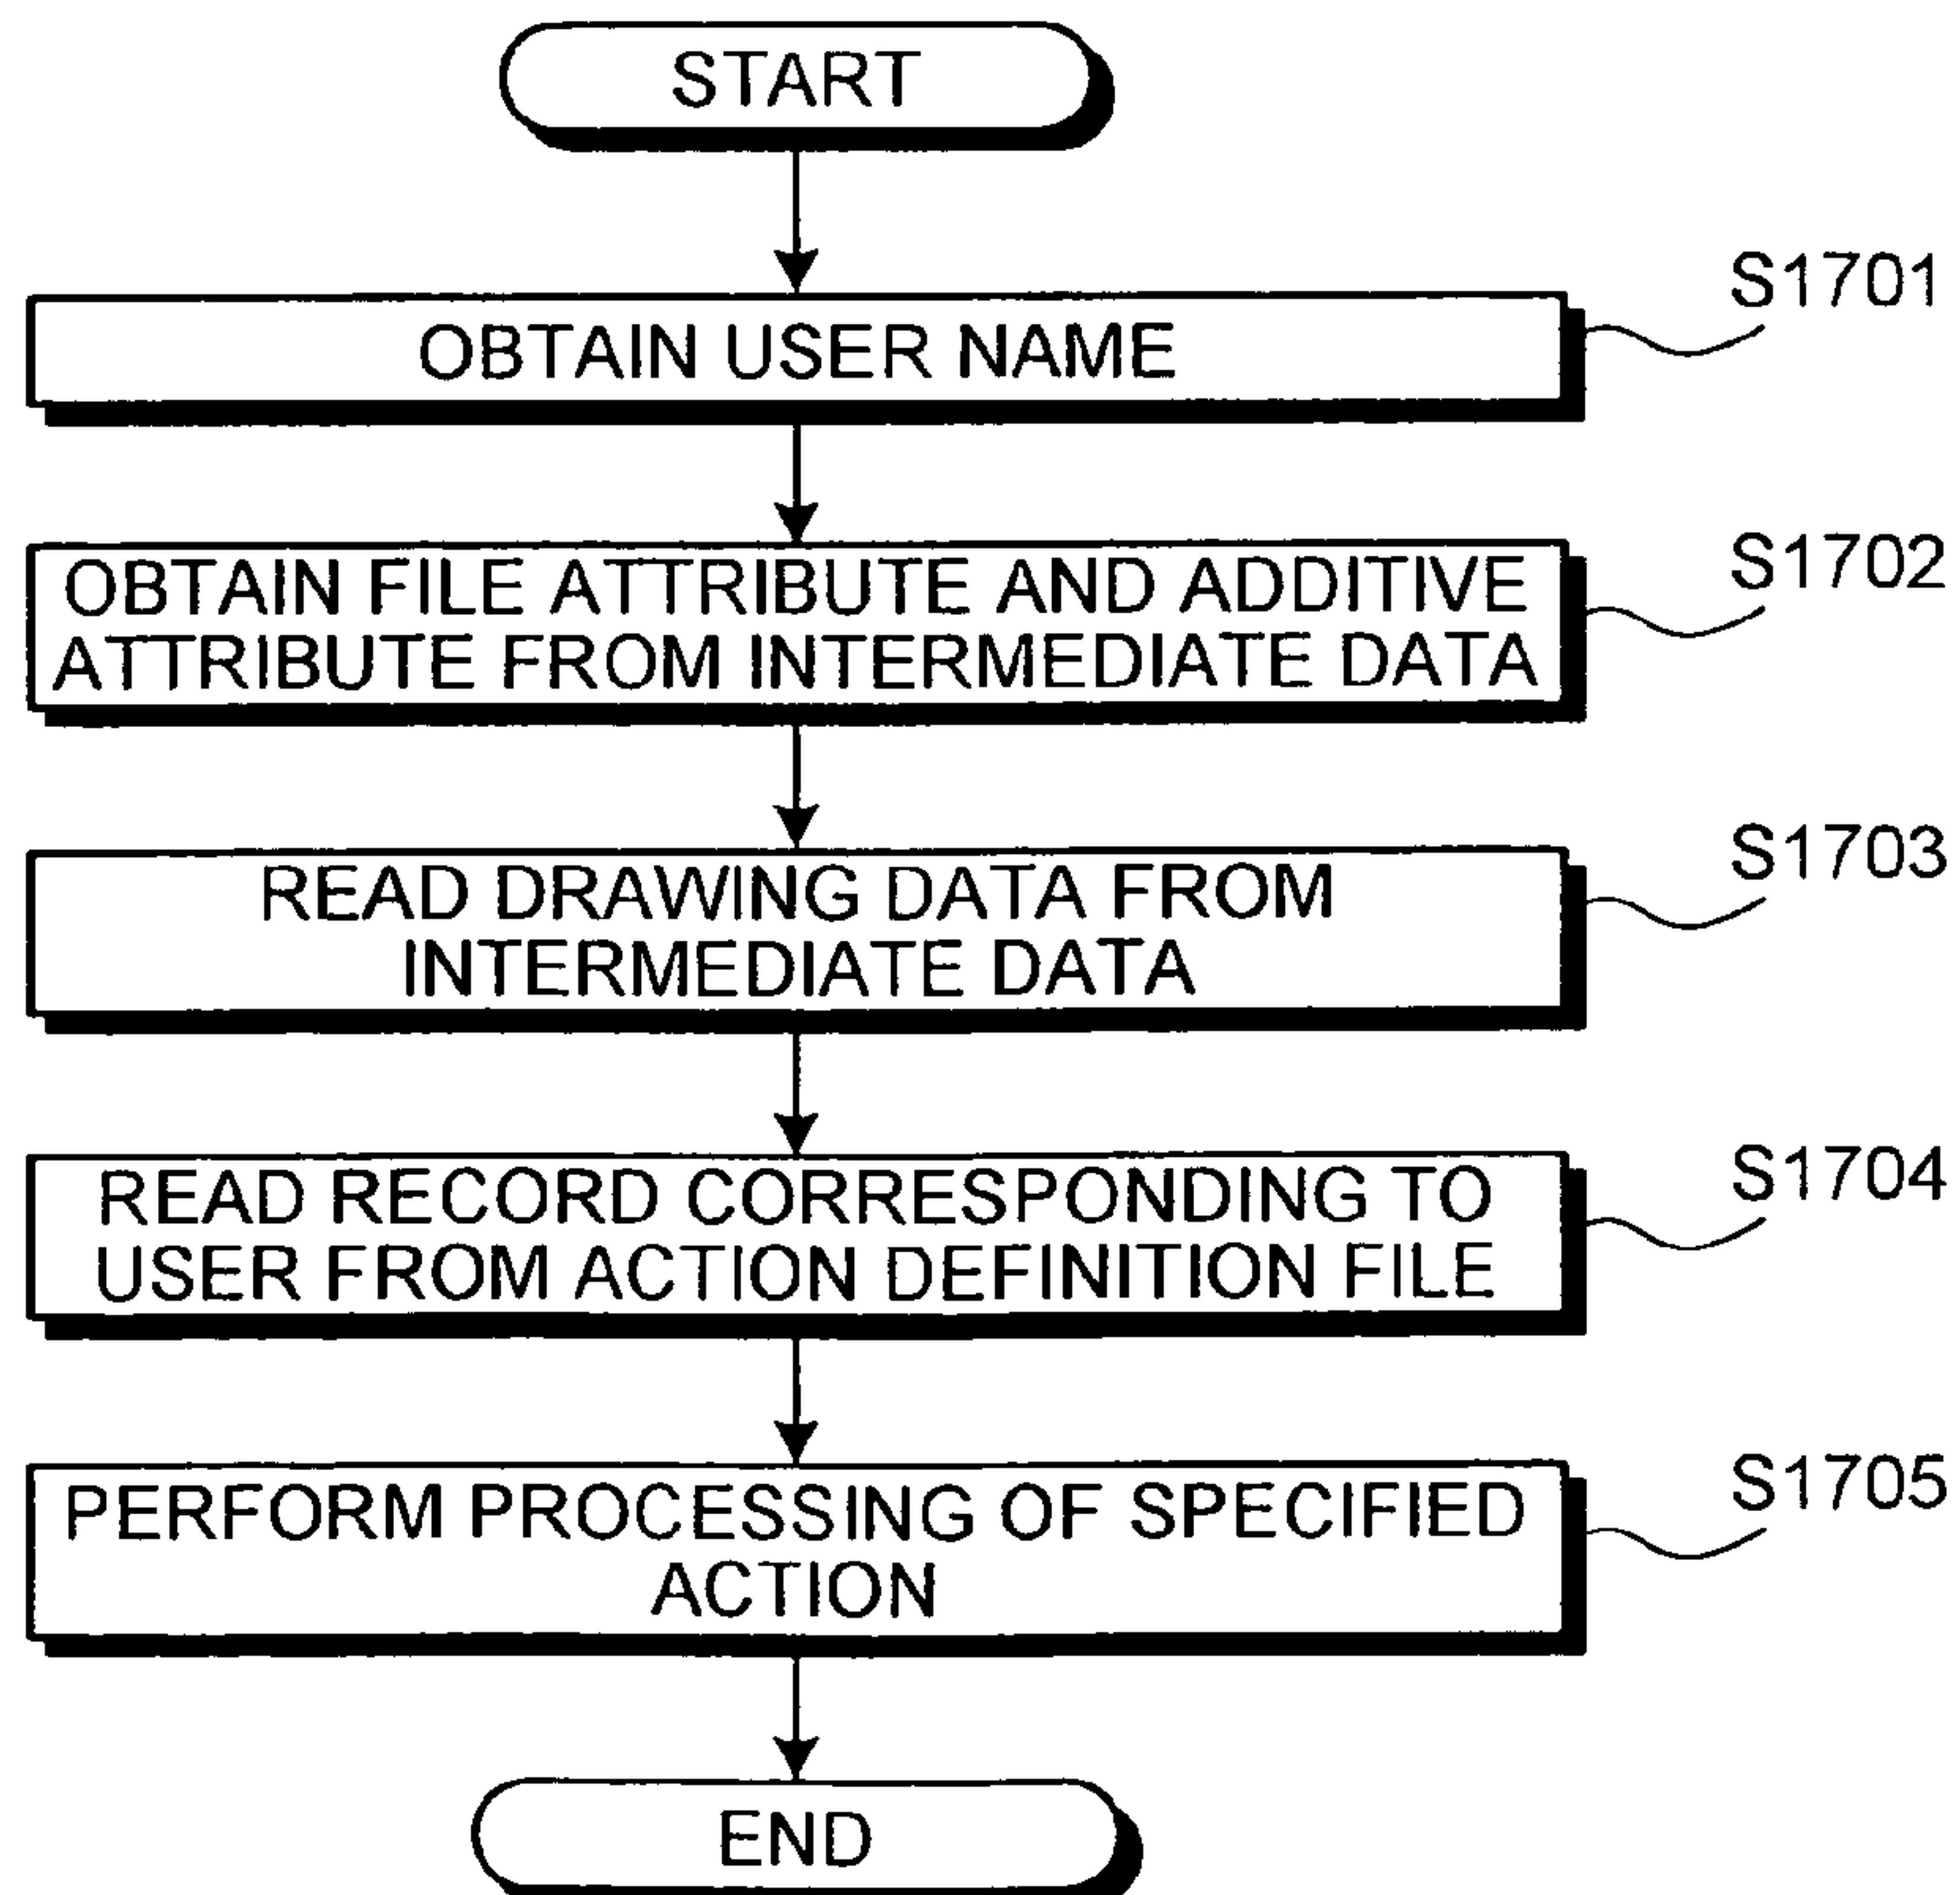 START
S1701
OBTAIN USER NAME
S1702
OBTAIN FILE ATTRIBUTE AND ADDITIVE
ATTRIBUTE FROM INTERMEDIATE DATA
S1703
READ DRAWING DATA FROM
INTERMEDIATE DATA
S1704
READ RECORD CORRESPONDING TO
USER FROM ACTION DEFINITION FILE
S1705
PERFORM PROCESSING OF SPECIFIED
ACTION
END